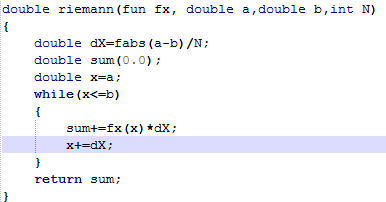 double riemann(fun fx, double a,double b,int N)
{
    double dX=fabs(a-b)/N;
    double sum(0.0);
    double x=a;
    while(x<=b)
    {
        sum+=fx(x)*dX;
        x+=dX;
    }
    return sum;
}